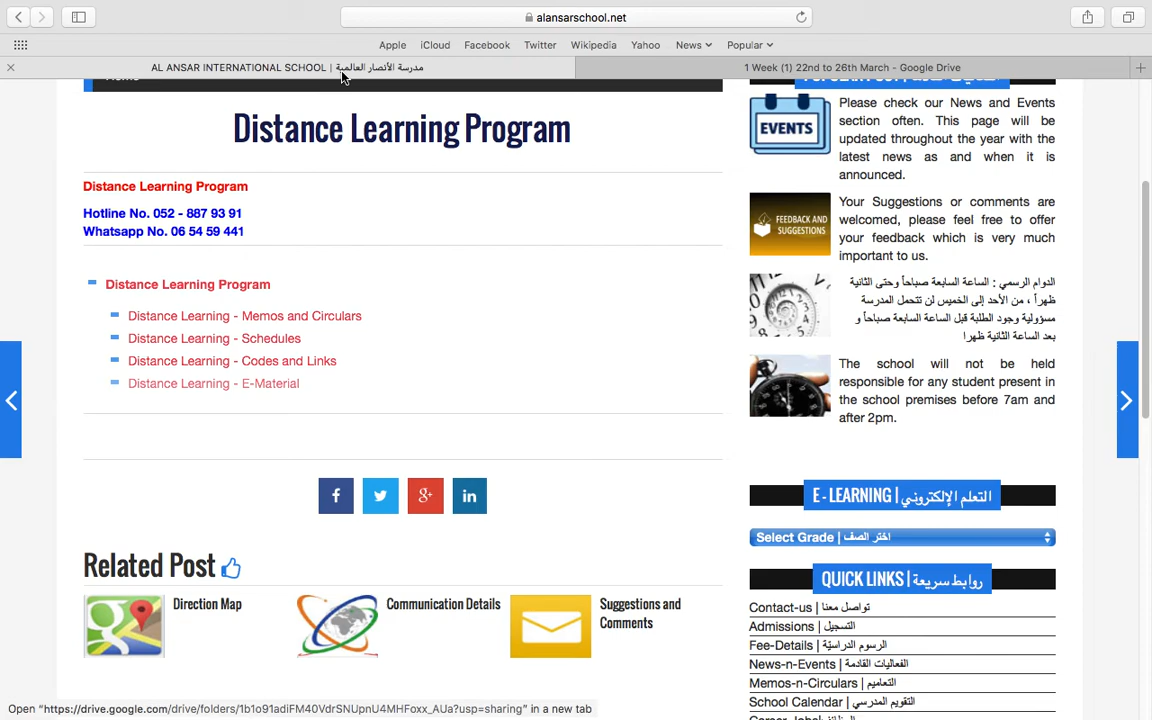 alansarschool.net
Apple iCloud Facebook Twitter Wikipedia Yahoo News Popular
AL ANSAR INTERNATIONAL SCHOOL | مدرسة الأنصار العالمية
1 Week (1) 22nd to 26th March - Google Drive
Distance Learning Program
Distance Learning Program
Hotline No. 052 - 887 93 91
Whatsapp No. 06 54 59 441
Distance Learning Program
Distance Learning - Memos and Circulars
Distance Learning - Schedules
Distance Learning - Codes and Links
Distance Learning - E-Material
f
g+
in
Related Post
Direction Map
Communication Details
Suggestions and
Comments
EVENTS
Please check our News and Events
section often. This page will be
updated throughout the year with the
latest news as and when it is
announced.
FEEDBACK AND
SUGGESTIONS
Your Suggestions or comments are
welcomed, please feel free to offer
your feedback which is very much
important to us.
الدوام الرسمي : الساعة السابعة صباحاً وحتى الثانية
ظهراً ، من الأحد إلى الخميس لن تتحمل المدرسة
مسؤولية وجود الطلبة قبل الساعة السابعة صباحاً و
بعد الساعة الثانية ظهرا
The school will not be held
responsible for any student present in
the school premises before 7am and
after 2pm.
E - LEARNING | التعلم الإلكتروني
Select Grade | اختر الصف
QUICK LINKS | روابط سريعة
Contact-us | تواصل معنا
Admissions | التسجيل
Fee-Details | الرسوم الدراسيّة
News-n-Events | الفعاليات القادمة
Memos-n-Circulars | التعاميم
School Calendar | التقويم المدرسي
Open “https://drive.google.com/drive/folders/1b1o91adiFM40VdrSNUpnU4MHFoxx_AUa?usp=sharing” in a new tab